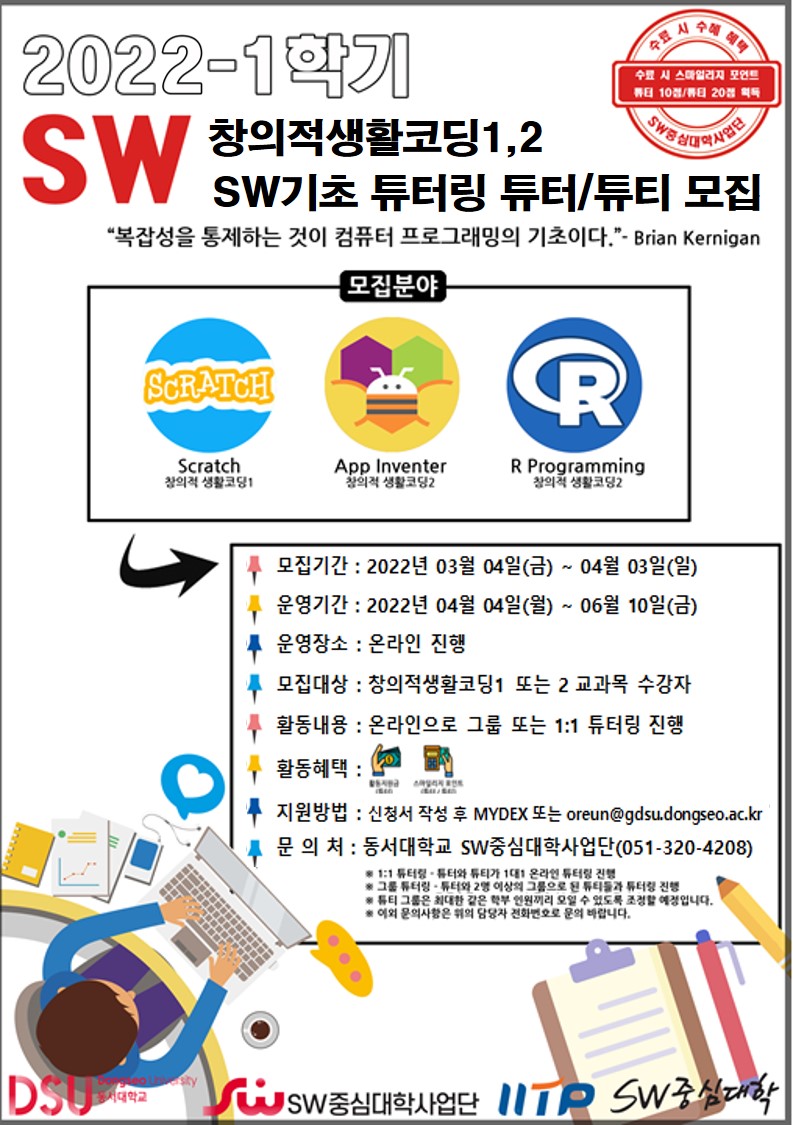 2022-1학기
수료 시 수혜 혜택
수료 시 스마일리지 포인트
튜터 10점/튜터 20점 획득
SW중심대학사업단
SW 창의적생활코딩1,2
SW기초 튜터링 튜터/튜티 모집
“복잡성을 통제하는 것이 컴퓨터 프로그래밍의 기초이다.”- Brian Kernigan
모집분야
SCRATCH
R
Scratch
창의적 생활코딩1
App Inventer
창의적 생활코딩2
R Programming
창의적 생활코딩2
모집기간 : 2022년 03월 04일(금) ~ 04월 03일(일)
운영기간 : 2022년 04월 04일(월) ~ 06월 10일(금)
운영장소 : 온라인 진행
모집대상 : 창의적생활코딩1 또는 2 교과목 수강자
활동내용 : 온라인으로 그룹 또는 1:1 튜터링 진행
활동혜택 :
활동지원금
스마일리지 포인트
지원방법 : 신청서 작성 후 MYDEX 또는 oreun@gdsu.dongseo.ac.kr
문 의 처 : 동서대학교 SW중심대학사업단(051-320-4208)
※ 1:1 튜터링 - 튜터와 튜티가 1대1 온라인 튜터링 진행
※ 그룹 튜터링 - 튜터와 2명 이상의 그룹으로 된 튜티들과 튜터링 진행
※ 튜티 그룹은 최대한 같은 학부 인원끼리 모일 수 있도록 조정할 예정입니다.
※ 이외 문의사항은 위의 담당자 전화번호로 문의 바랍니다.
DSU Dongseo University
동서대학교
SW SW중심대학사업단
IITP
SW중심대학